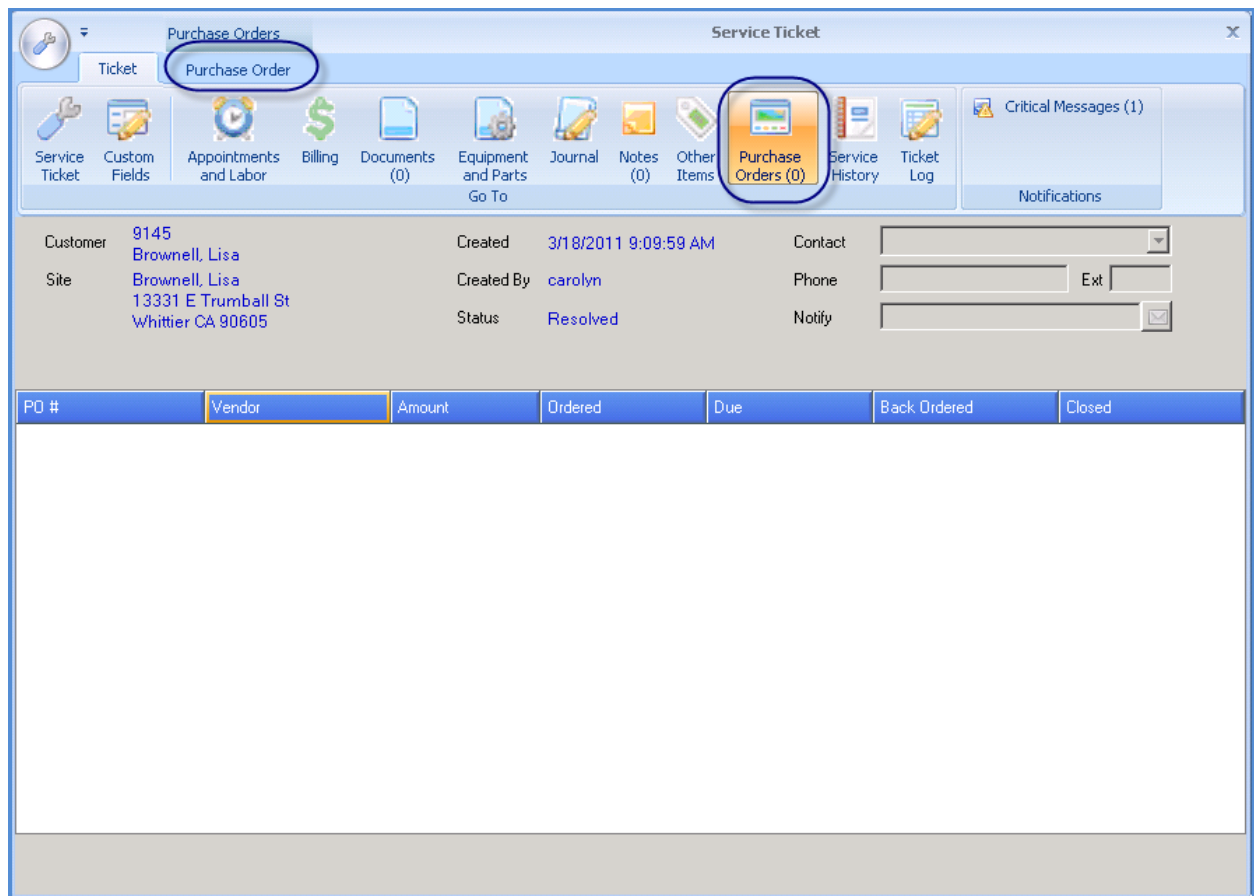 Purchase Orders
Service Ticket
x
Ticket
Purchase Order
Service Ticket
Custom Fields
Appointments and Labor
Billing
Documents (0)
Equipment and Parts
Journal
Notes (0)
Other Items
Purchase Orders (0)
Service History
Ticket Log
Go To
Critical Messages (1)
Notifications
Customer 9145
Brownell, Lisa
Site Brownell, Lisa
13331 E Trumball St
Whittier CA 90605
Created 3/18/2011 9:09:59 AM
Created By carolyn
Status Resolved
Contact
Phone Ext
Notify
PO # Vendor Amount Ordered Due Back Ordered Closed